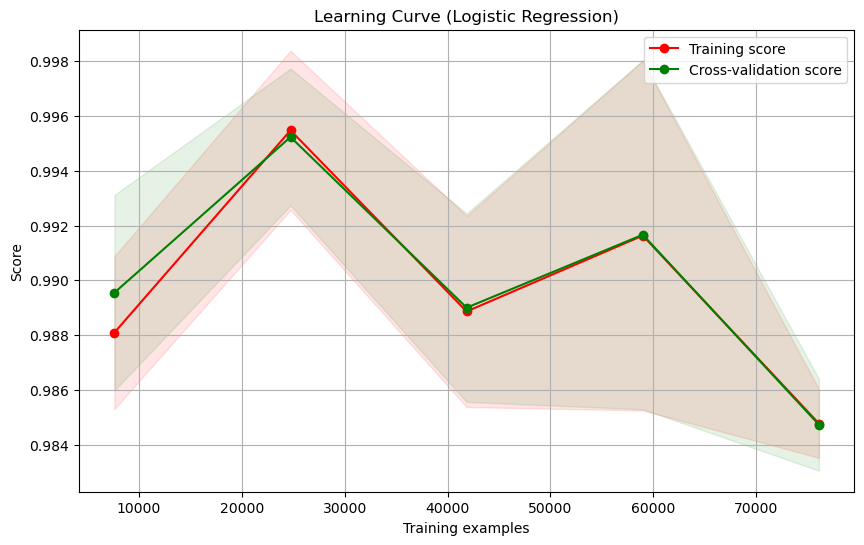 Learning Curve (Logistic Regression)
Training score
Cross-validation score
0.998
0.996
0.994
0.992
0.990
0.988
0.986
0.984
Score
10000 20000 30000 40000 50000 60000 70000
Training examples